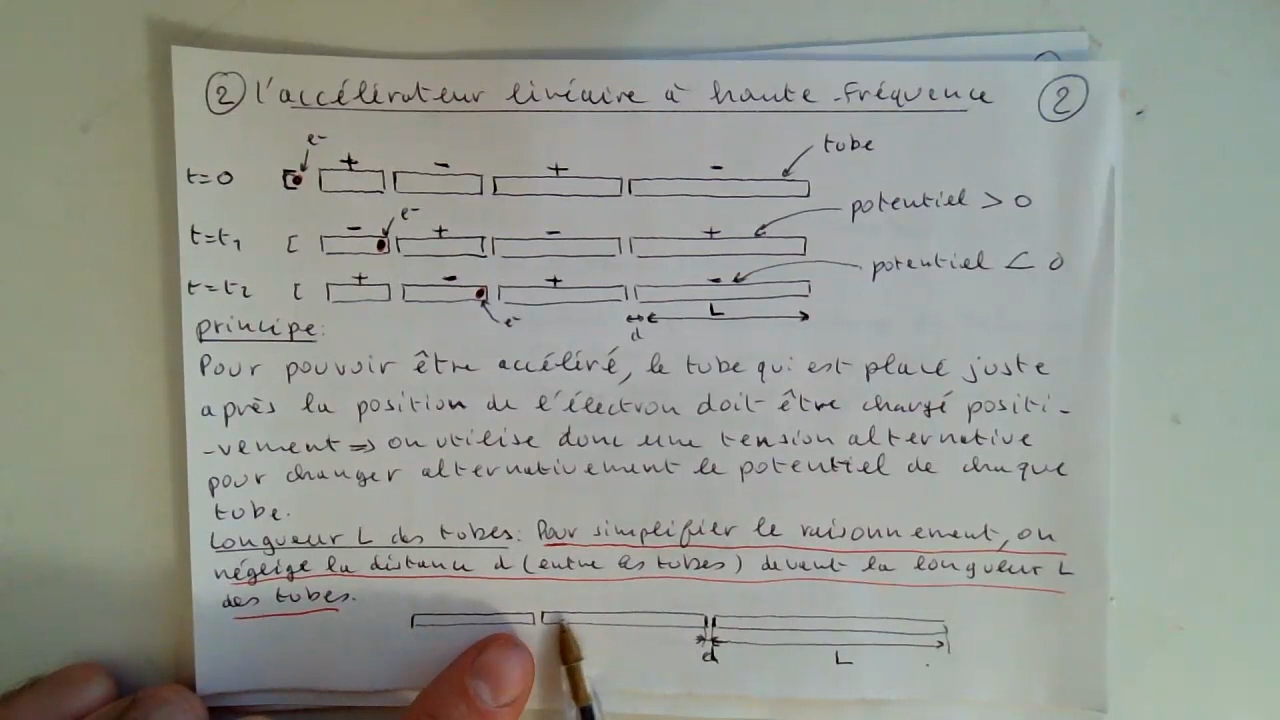 ② l'accélérateur linéaire à haute-fréquence ②
e-
+ - + - tube
t=0
e-
potentiel > 0
t=t1 - + - +
potentiel < 0
t=t2 + - + -
e- d L
principe:
Pour pouvoir être accéléré, le tube qui est placé juste
après la position de l'électron doit être chargé positi-
-vement => on utilise donc une tension alternative
pour changer alternativement le potentiel de chaque
tube.
Longueur L des tubes: Pour simplifier le raisonnement, on
néglige la distance d (entre les tubes) devant la longueur L
des tubes.
d L